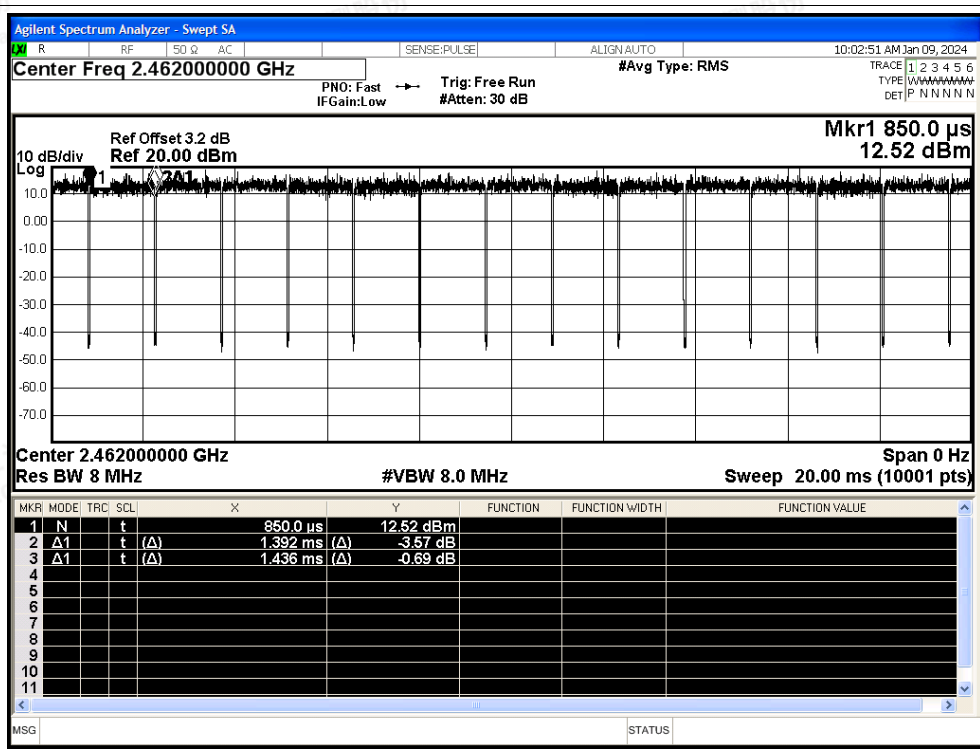 Agilent Spectrum Analyzer - Swept SA
LXI R RF 50 Ω AC SENSE:PULSE ALIGN AUTO 10:02:51 AM Jan 09, 2024
Center Freq 2.462000000 GHz
#Avg Type: RMS
TRACE 1 2 3 4 5 6
PNO: Fast Trig: Free Run
TYPE W
IFGain:Low #Atten: 30 dB
DET P N N N N N
Mkr1 850.0 µs
12.52 dBm
Ref Offset 3.2 dB
10 dB/div Ref 20.00 dBm
Log
1 2Δ1
10.0
0.00
-10.0
-20.0
-30.0
-40.0
-50.0
-60.0
-70.0
Center 2.462000000 GHz Span 0 Hz
Res BW 8 MHz #VBW 8.0 MHz Sweep 20.00 ms (10001 pts)
MKR MODE TRC SCL X Y FUNCTION FUNCTION WIDTH FUNCTION VALUE
1 N t 850.0 µs 12.52 dBm
2 Δ1 t (Δ) 1.392 ms (Δ) -3.57 dB
3 Δ1 t (Δ) 1.436 ms (Δ) -0.69 dB
4
5
6
7
8
9
10
11
MSG STATUS